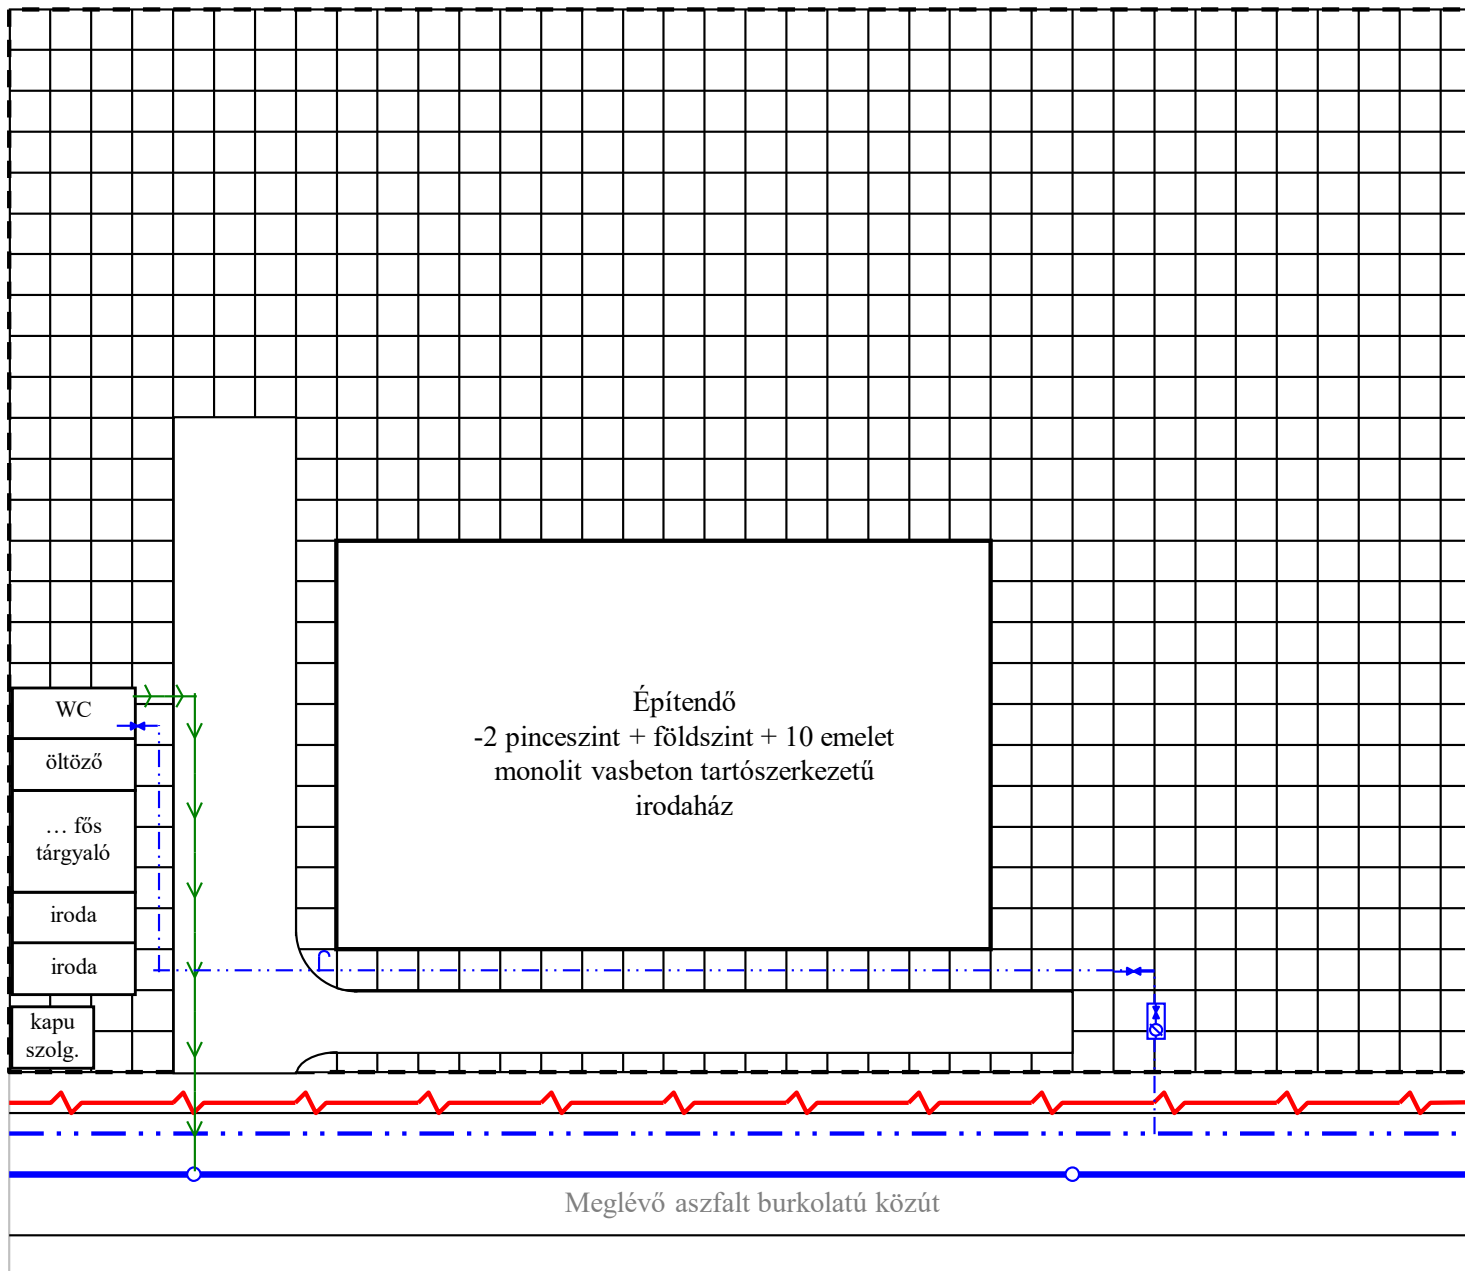 WC
öltöző
… fős
tárgyaló
iroda
iroda
kapu
szolg.
Építendő
-2 pinceszint + földszint + 10 emelet
monolit vasbeton tartószerkezetű
irodaház
Meglévő aszfalt burkolatú közút